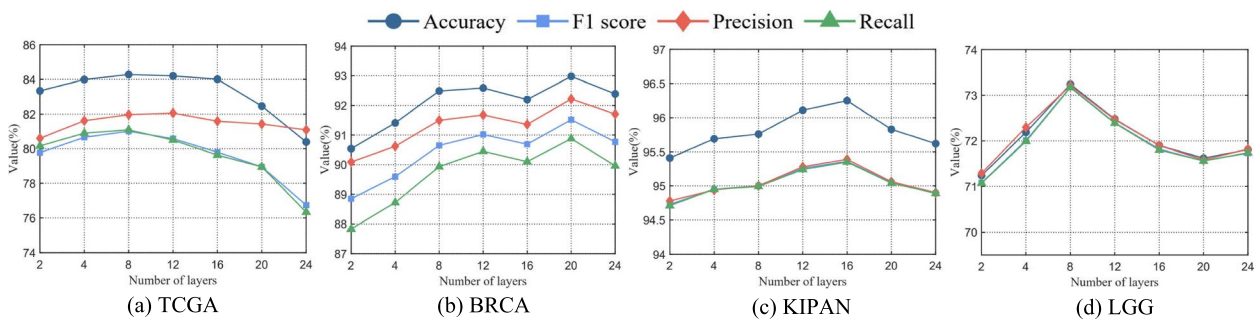 Accuracy F1 score Precision Recall
Value(%)
86
84
82
80
78
76
74
2 4 8 12 16 20 24
Number of layers
(a) TCGA
Value(%)
94
93
92
91
90
89
88
87
2 4 8 12 16 20 24
Number of layers
(b) BRCA
Value(%)
97
96.5
96
95.5
95
94.5
94
2 4 8 12 16 20 24
Number of layers
(c) KIPAN
Value(%)
74
73
72
71
70
2 4 8 12 16 20 24
Number of layers
(d) LGG